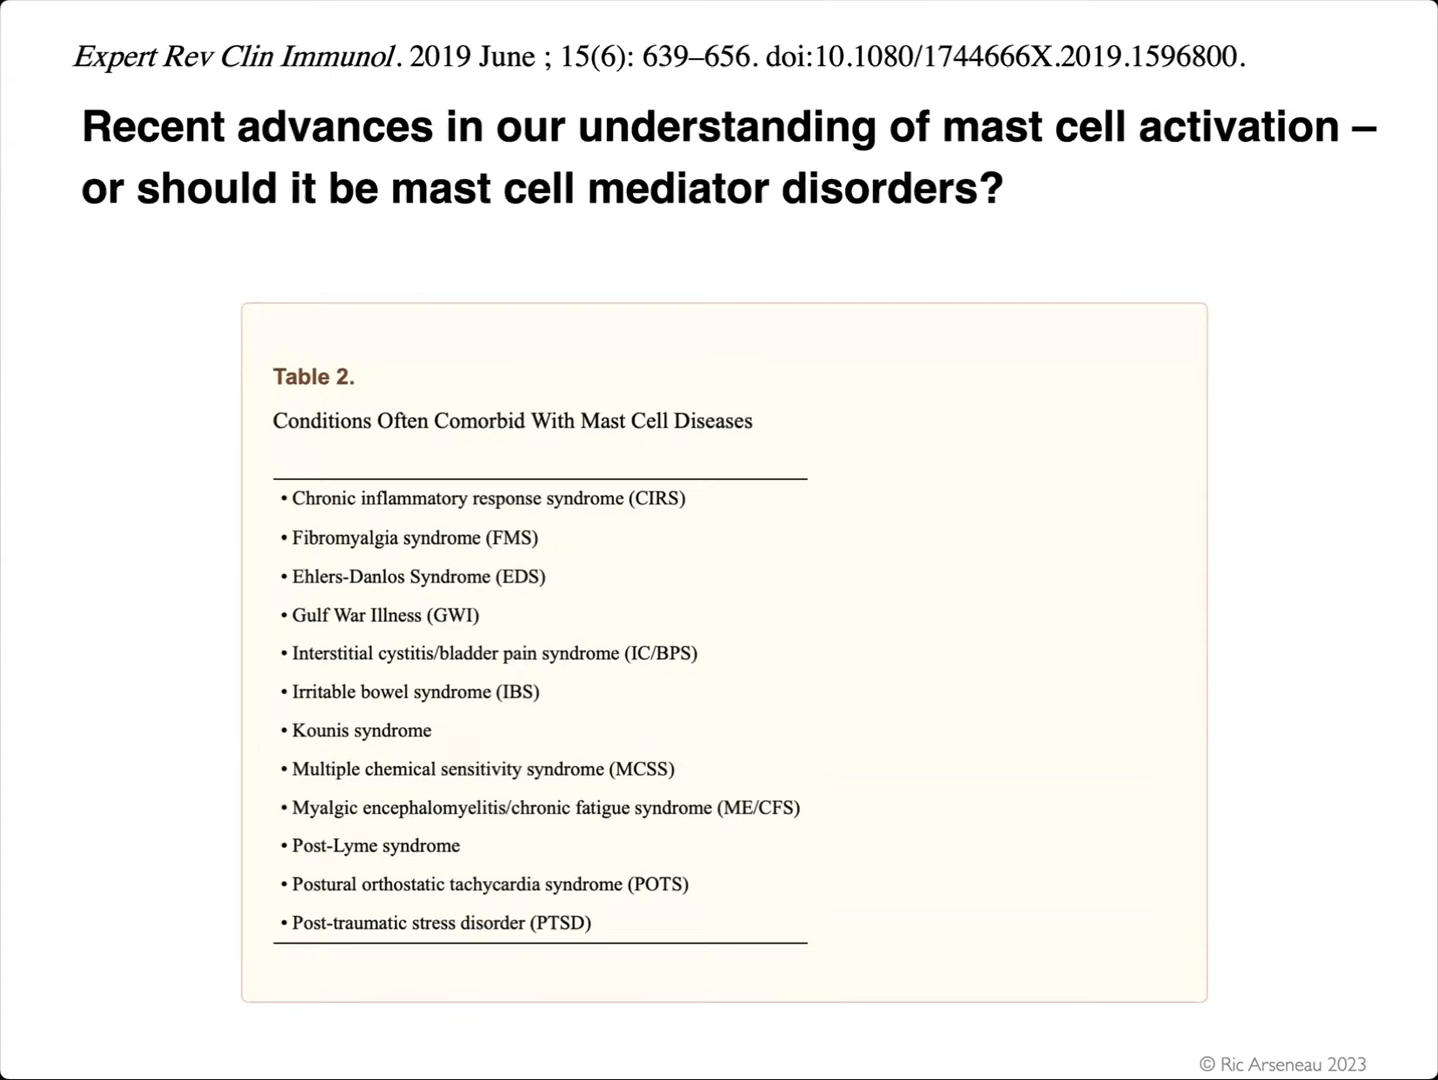 Expert Rev Clin Immunol. 2019 June ; 15(6): 639–656. doi:10.1080/1744666X.2019.1596800.
Recent advances in our understanding of mast cell activation –
or should it be mast cell mediator disorders?
Table 2.
Conditions Often Comorbid With Mast Cell Diseases
• Chronic inflammatory response syndrome (CIRS)
• Fibromyalgia syndrome (FMS)
• Ehlers-Danlos Syndrome (EDS)
• Gulf War Illness (GWI)
• Interstitial cystitis/bladder pain syndrome (IC/BPS)
• Irritable bowel syndrome (IBS)
• Kounis syndrome
• Multiple chemical sensitivity syndrome (MCSS)
• Myalgic encephalomyelitis/chronic fatigue syndrome (ME/CFS)
• Post-Lyme syndrome
• Postural orthostatic tachycardia syndrome (POTS)
• Post-traumatic stress disorder (PTSD)
© Ric Arseneau 2023